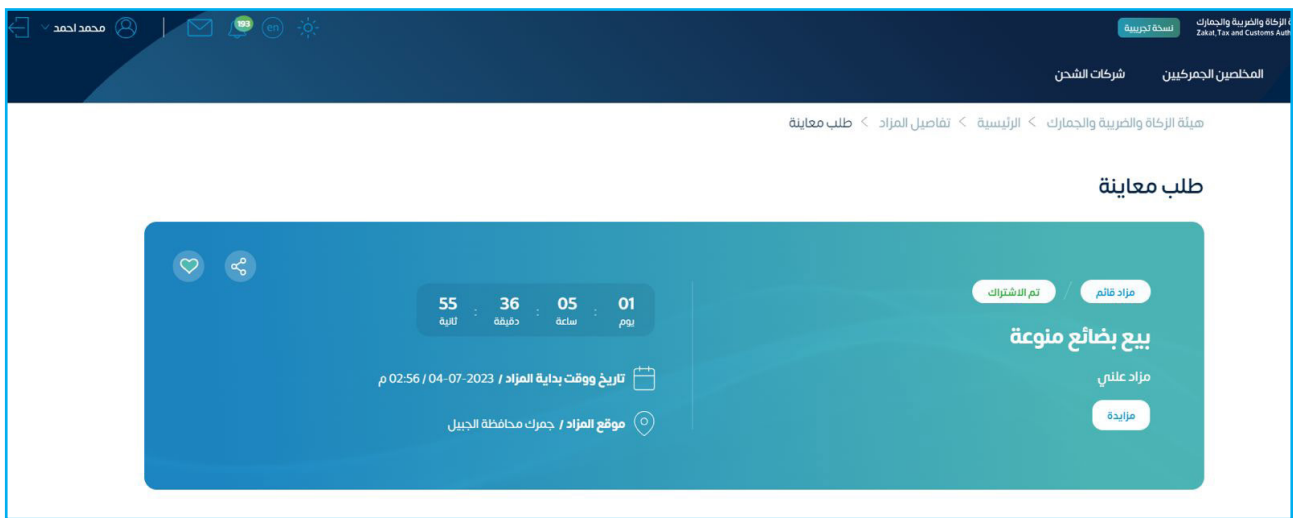 الزكاة والضريبة والجمارك
Zakat, Tax and Customs Auth
نسخة تجريبية
en
193
محمد احمد
المخلصين الجمركيين
شركات الشحن
هيئة الزكاة والضريبة والجمارك > الرئيسية > تفاصيل المزاد > طلب معاينة
طلب معاينة
مزاد قائم / تم الاشتراك
بيع بضائع منوعة
مزاد علني
مزايدة
01 : 05 : 36 : 55
يوم ساعة دقيقة ثانية
تاريخ ووقت بداية المزاد / 2023-07-04 / 02:56 م
موقع المزاد / جمرك محافظة الجبيل